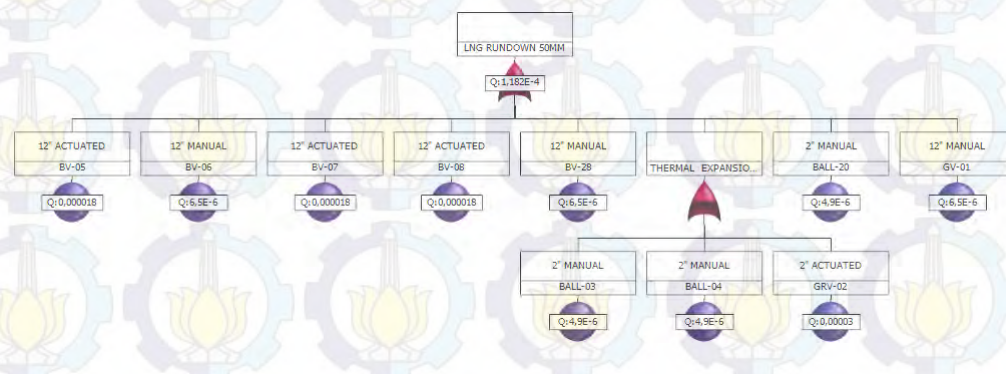 LNG RUNDOWN 50MM
Q:1,182E-4
12" ACTUATED
BV-05
Q:0,000018
12" MANUAL
BV-06
Q:6,5E-6
12" ACTUATED
BV-07
Q:0,000018
12" ACTUATED
BV-08
Q:0,000018
12" MANUAL
BV-28
Q:6,5E-6
THERMAL EXPANSIO...
2" MANUAL
BALL-20
Q:4,9E-6
12" MANUAL
GV-01
Q:6,5E-6
2" MANUAL
BALL-03
Q:4,9E-6
2" MANUAL
BALL-04
Q:4,9E-6
2" ACTUATED
GRV-02
Q:0,00003